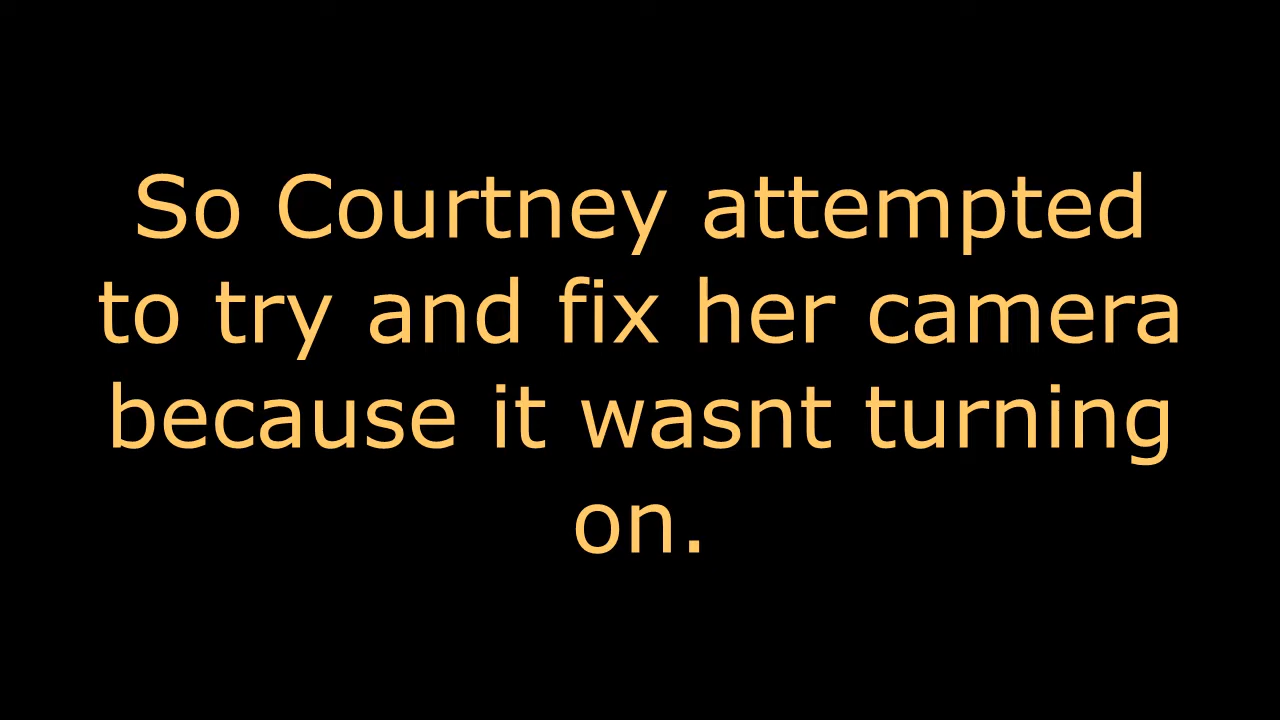 So Courtney attempted
to try and fix her camera
because it wasnt turning
on.